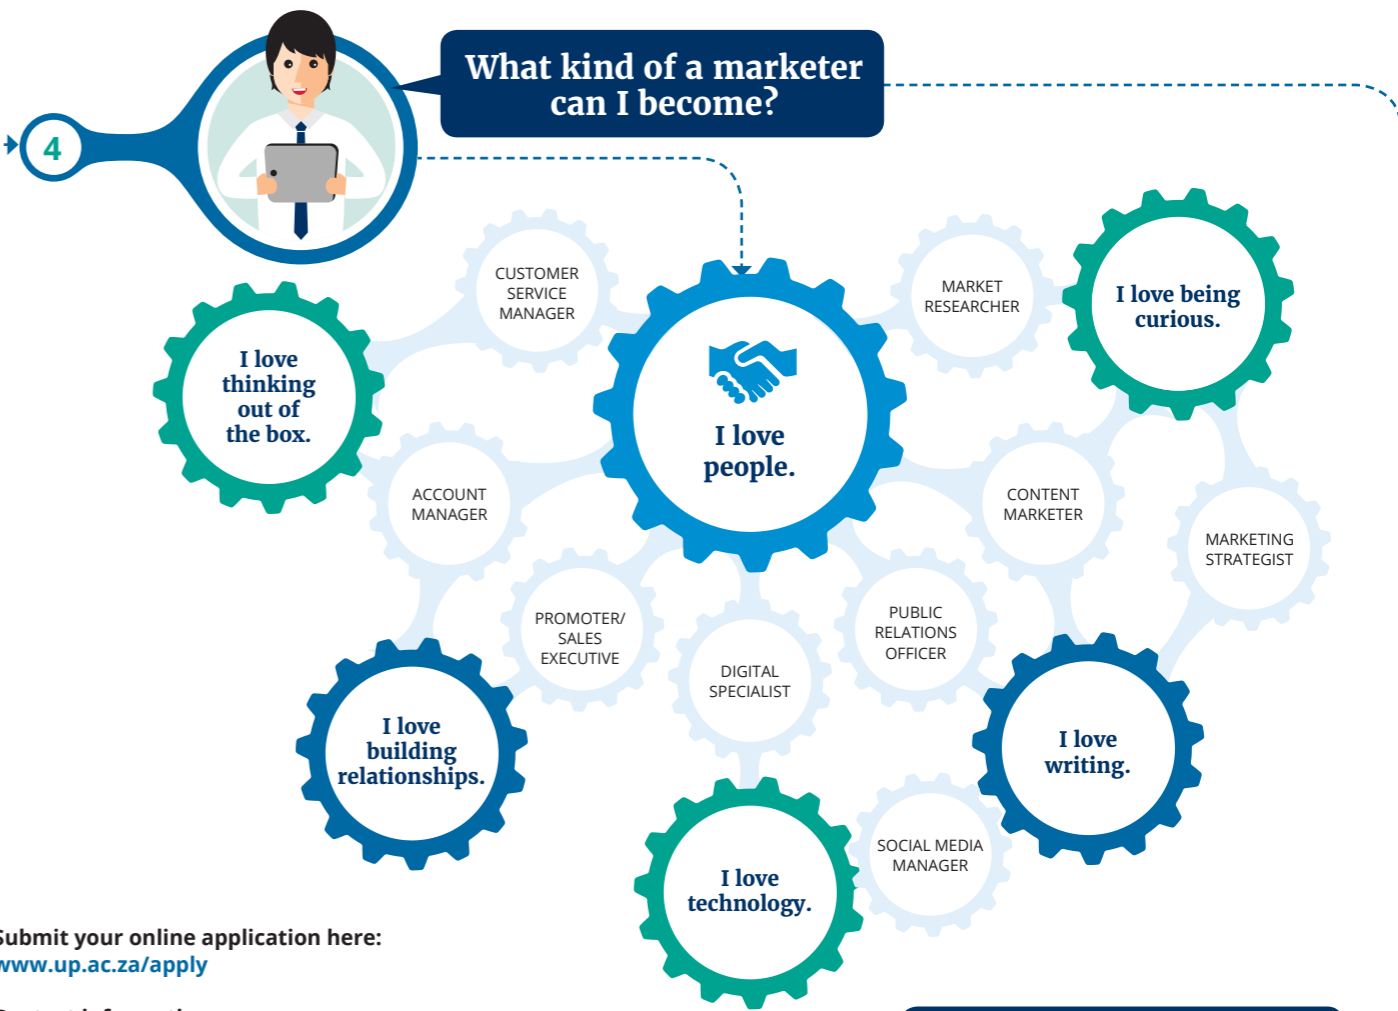 What kind of a marketer
can I become?
4
CUSTOMER
SERVICE
MANAGER
MARKET
RESEARCHER
I love being
curious.
I love
thinking
out of
the box.
I love
people.
ACCOUNT
MANAGER
CONTENT
MARKETER
MARKETING
STRATEGIST
PROMOTER/
SALES
EXECUTIVE
PUBLIC
RELATIONS
OFFICER
DIGITAL
SPECIALIST
I love
building
relationships.
I love
writing.
SOCIAL MEDIA
MANAGER
I love
technology.
Submit your online application here:
www.up.ac.za/apply